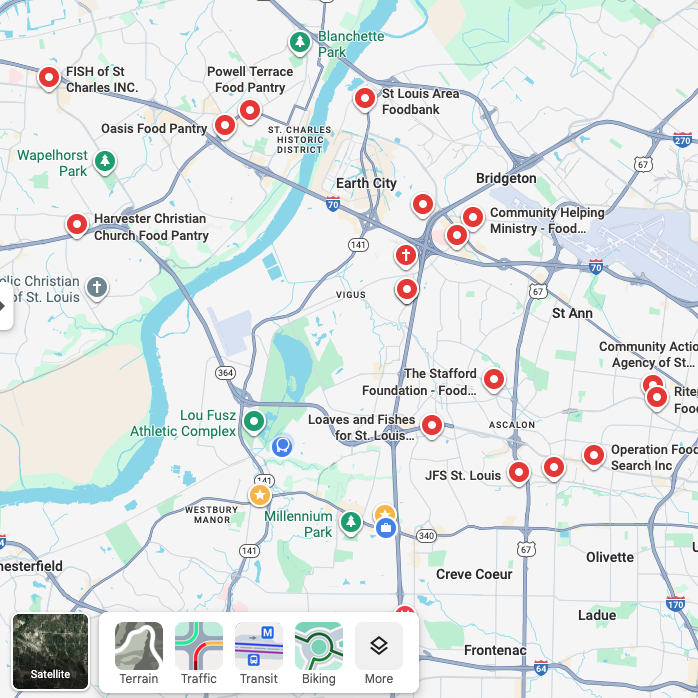 Blanchette
Park
FISH of St
Charles INC.
Powell Terrace
Food Pantry
St Louis Area
Foodbank
Oasis Food Pantry
ST. CHARLES
HISTORIC
DISTRICT
270
67
Wapelhorst
Park
Earth City
Bridgeton
70
Harvester Christian
Church Food Pantry
Community Helping
Ministry - Food...
141
70
olic Christian
of St. Louis
VIGUS
67
St Ann
Community Actio
Agency of St...
364
The Stafford
Foundation - Food...
Rite
Foo
Lou Fusz
Athletic Complex
Loaves and Fishes
for St. Louis...
ASCALON
Operation Food
Search Inc
JFS St. Louis
141
WESTBURY
MANOR
Millennium
Park
340
67
141
Olivette
hesterfield
Creve Coeur
170
Ladue
Frontenac
64
Satellite
Terrain
M
Traffic
Transit
Biking
More